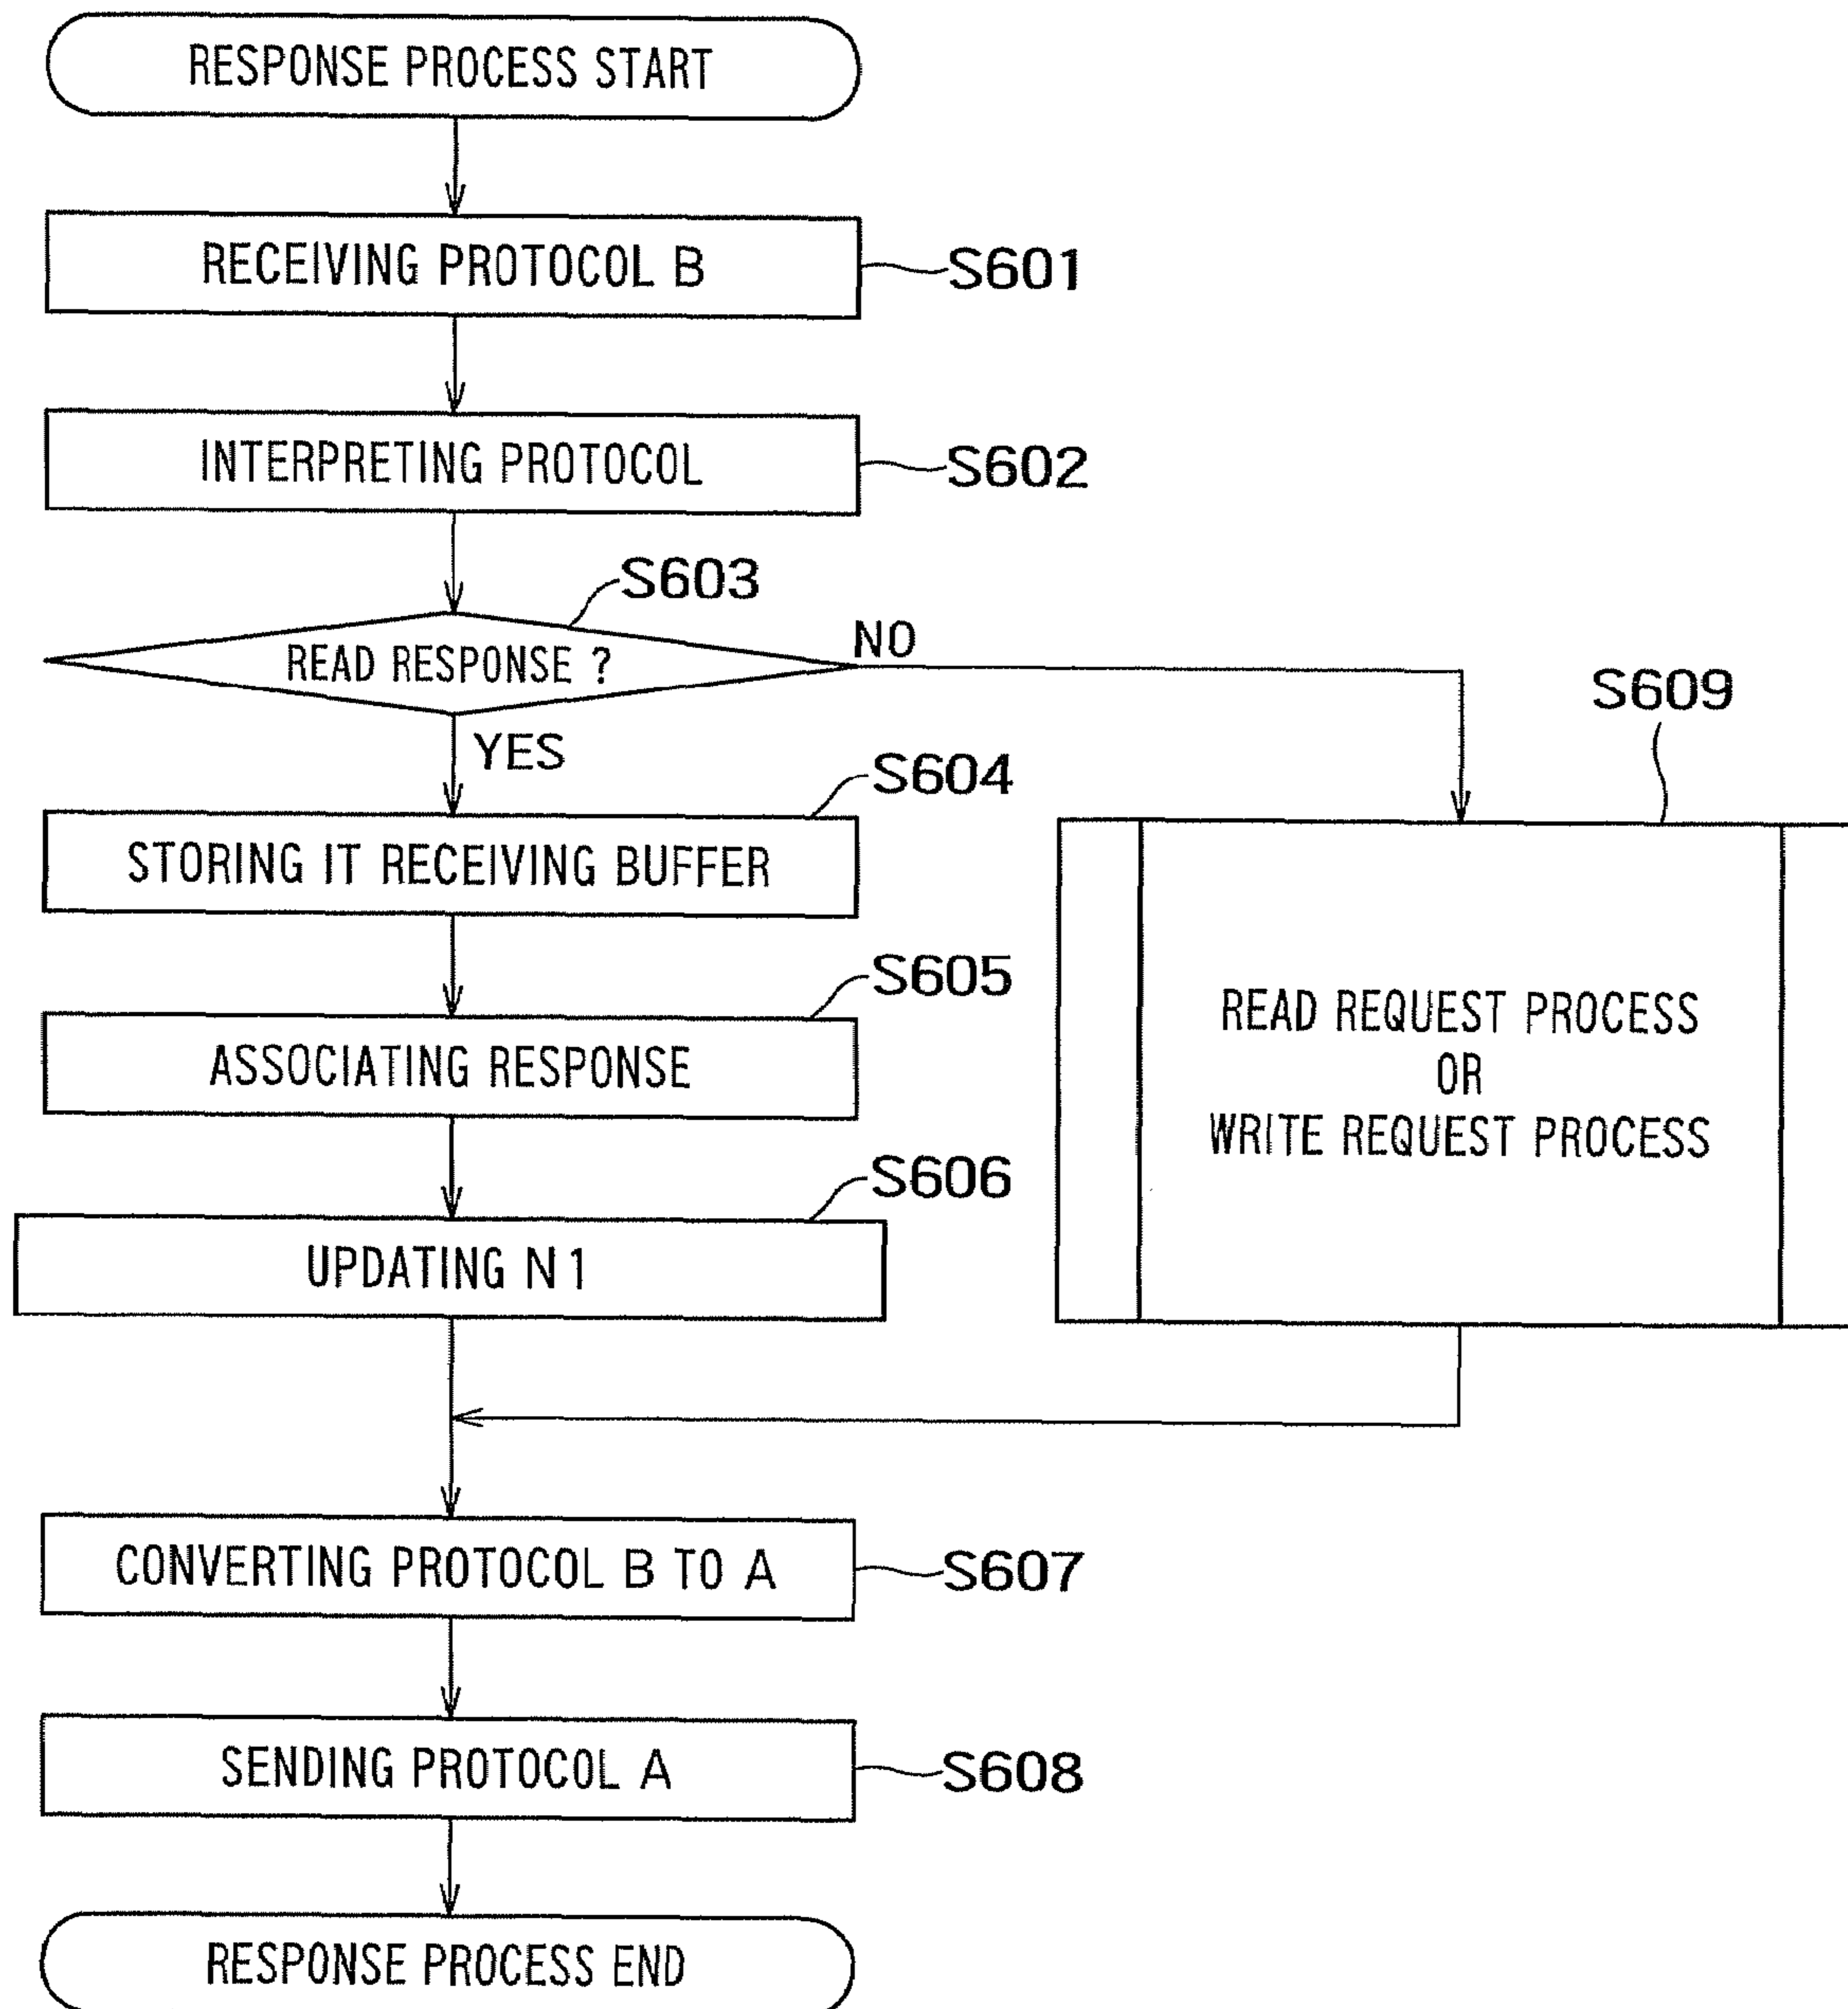 RESPONSE PROCESS START
RECEIVING PROTOCOL B
S601
INTERPRETING PROTOCOL
S602
S603
READ RESPONSE ?
NO
YES
S604
STORING IT RECEIVING BUFFER
S605
ASSOCIATING RESPONSE
S606
UPDATING N1
S609
READ REQUEST PROCESS
OR
WRITE REQUEST PROCESS
CONVERTING PROTOCOL B TO A
S607
SENDING PROTOCOL A
S608
RESPONSE PROCESS END